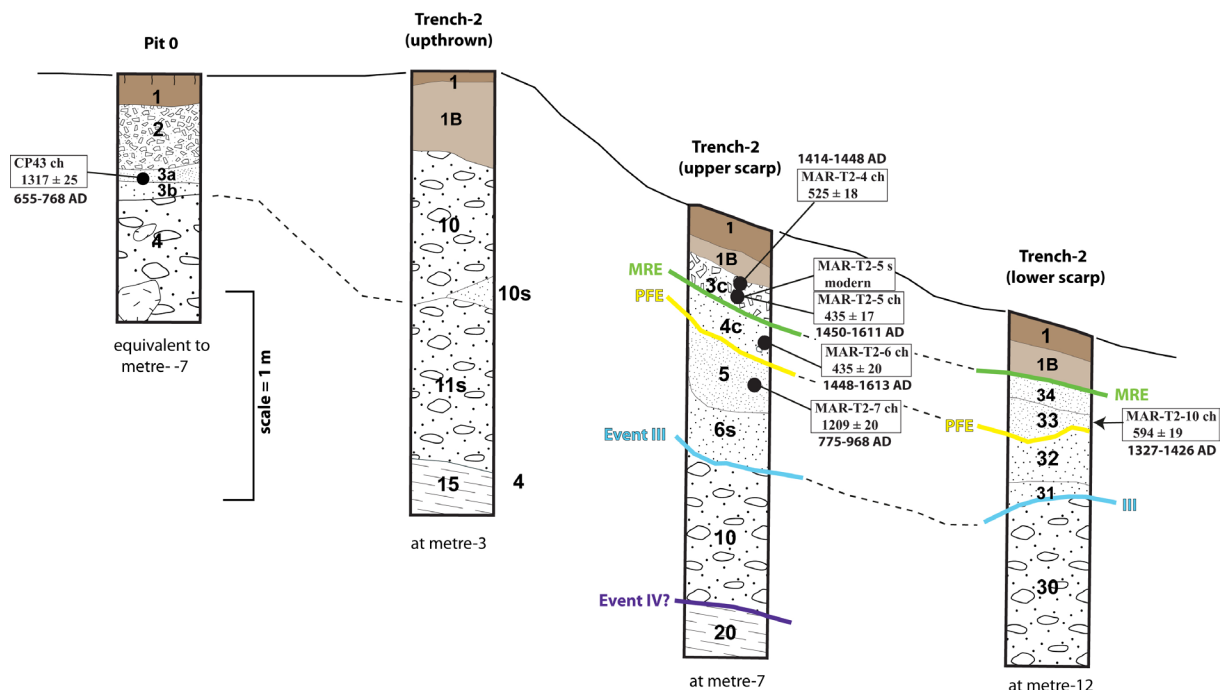 Pit 0
1
2
3a
3b
4
CP43 ch
1317 ± 25
655-768 AD
equivalent to
metre- -7
scale = 1 m
Trench-2
(upthrown)
1
1B
10
10s
11s
15
4
at metre-3
Trench-2
(upper scarp)
1
1B
MRE
3c
PFE
4c
5
Event III
6s
10
Event IV?
20
at metre-7
1414-1448 AD
MAR-T2-4 ch
525 ± 18
MAR-T2-5 s
modern
MAR-T2-5 ch
435 ± 17
1450-1611 AD
MAR-T2-6 ch
435 ± 20
1448-1613 AD
MAR-T2-7 ch
1209 ± 20
775-968 AD
Trench-2
(lower scarp)
1
1B
MRE
34
33
PFE
32
31
III
30
MAR-T2-10 ch
594 ± 19
1327-1426 AD
at metre-12